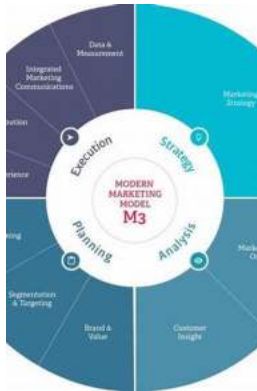 Data &
Measurement
Integrated
Marketing
Communications
Marketing
Strategy
Execution
Strategy
MODERN
MARKETING
MODEL
M3
Planning
Analysis
Segmentation
& Targeting
Brand &
Value
Customer
Insight